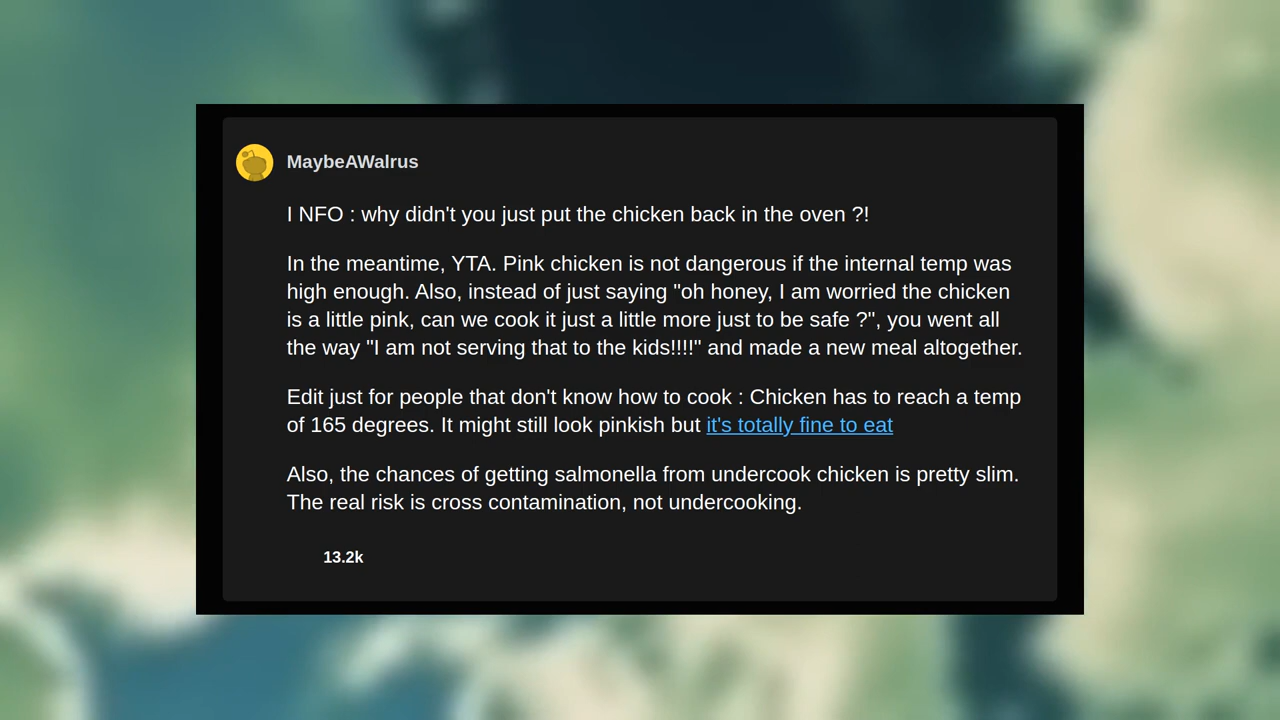 MaybeAWalrus
I NFO : why didn't you just put the chicken back in the oven ?!
In the meantime, YTA. Pink chicken is not dangerous if the internal temp was
high enough. Also, instead of just saying "oh honey, I am worried the chicken
is a little pink, can we cook it just a little more just to be safe ?", you went all
the way "I am not serving that to the kids!!!!" and made a new meal altogether.
Edit just for people that don't know how to cook : Chicken has to reach a temp
of 165 degrees. It might still look pinkish but it's totally fine to eat
Also, the chances of getting salmonella from undercook chicken is pretty slim.
The real risk is cross contamination, not undercooking.
13.2k